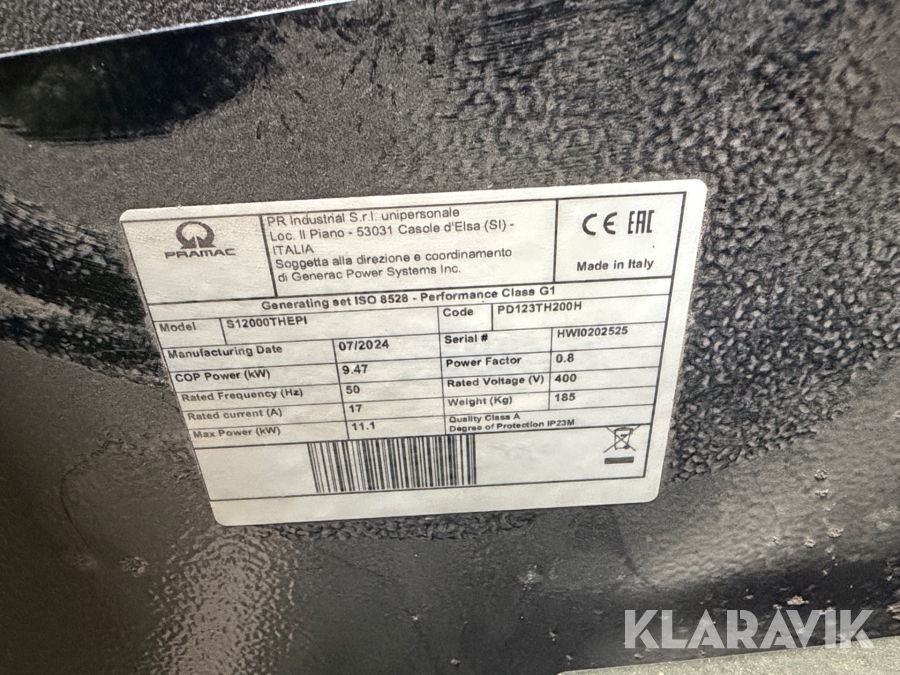 PRAMAC
PR Industrial S.r.l. unipersonale
Loc. Il Piano - 53031 Casole d'Elsa (SI) -
ITALIA
Soggetta alla direzione e coordinamento
di Generac Power Systems Inc.
CE EAC
Made in Italy
Generating set ISO 8528 - Performance Class G1
Model S12000THEPI Code PD123TH200H
Manufacturing Date 07/2024 Serial # HWI0202525
COP Power (kW) 9.47 Power Factor 0.8
Rated Frequency (Hz) 50 Rated Voltage (V) 400
Rated current (A) 17 Weight (Kg) 185
Max Power (kW) 11.1 Quality Class A
Degree of Protection IP23M
KLARAVIK